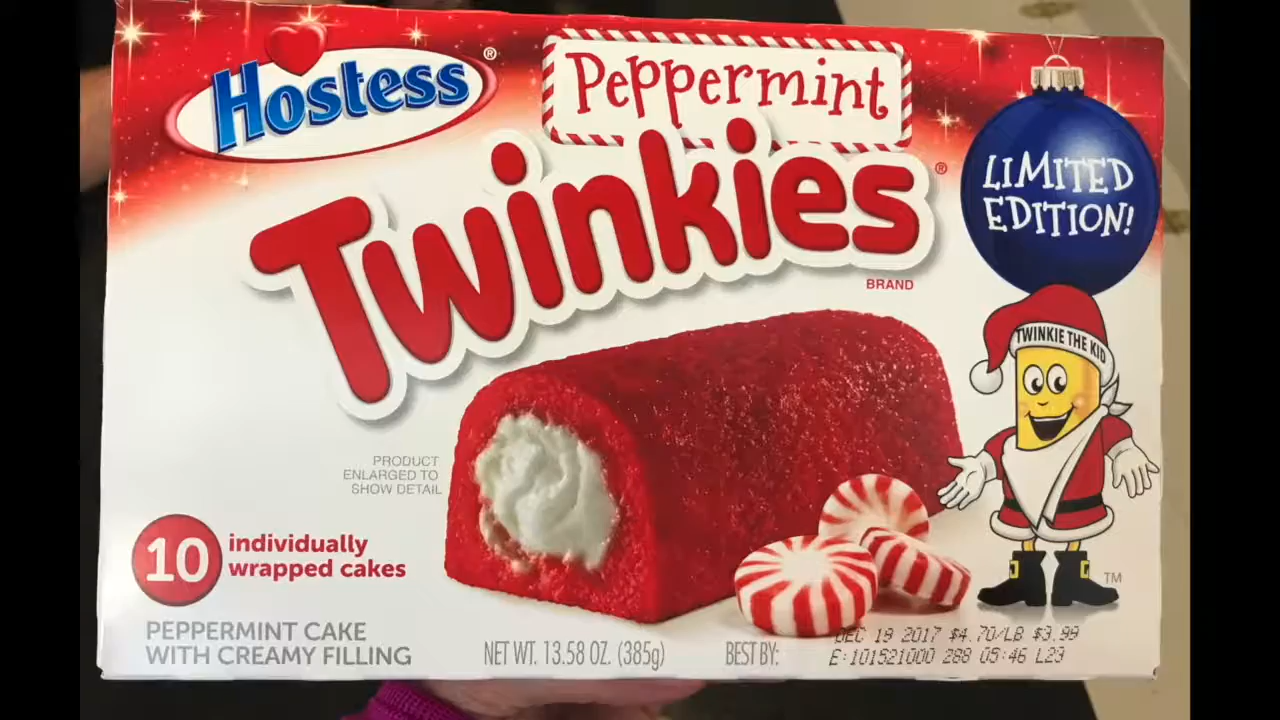 Hostess®
Peppermint
Twinkies®
BRAND
LIMITED
EDITION!
TWINKIE THE KID
PRODUCT
ENLARGED TO
SHOW DETAIL
10 individually
wrapped cakes
TM
PEPPERMINT CAKE
WITH CREAMY FILLING
NET WT. 13.58 OZ. (385g)
BEST BY:
DEC 19 2017 $4.70/LB $3.99
E:101521000 288 05:46 L23